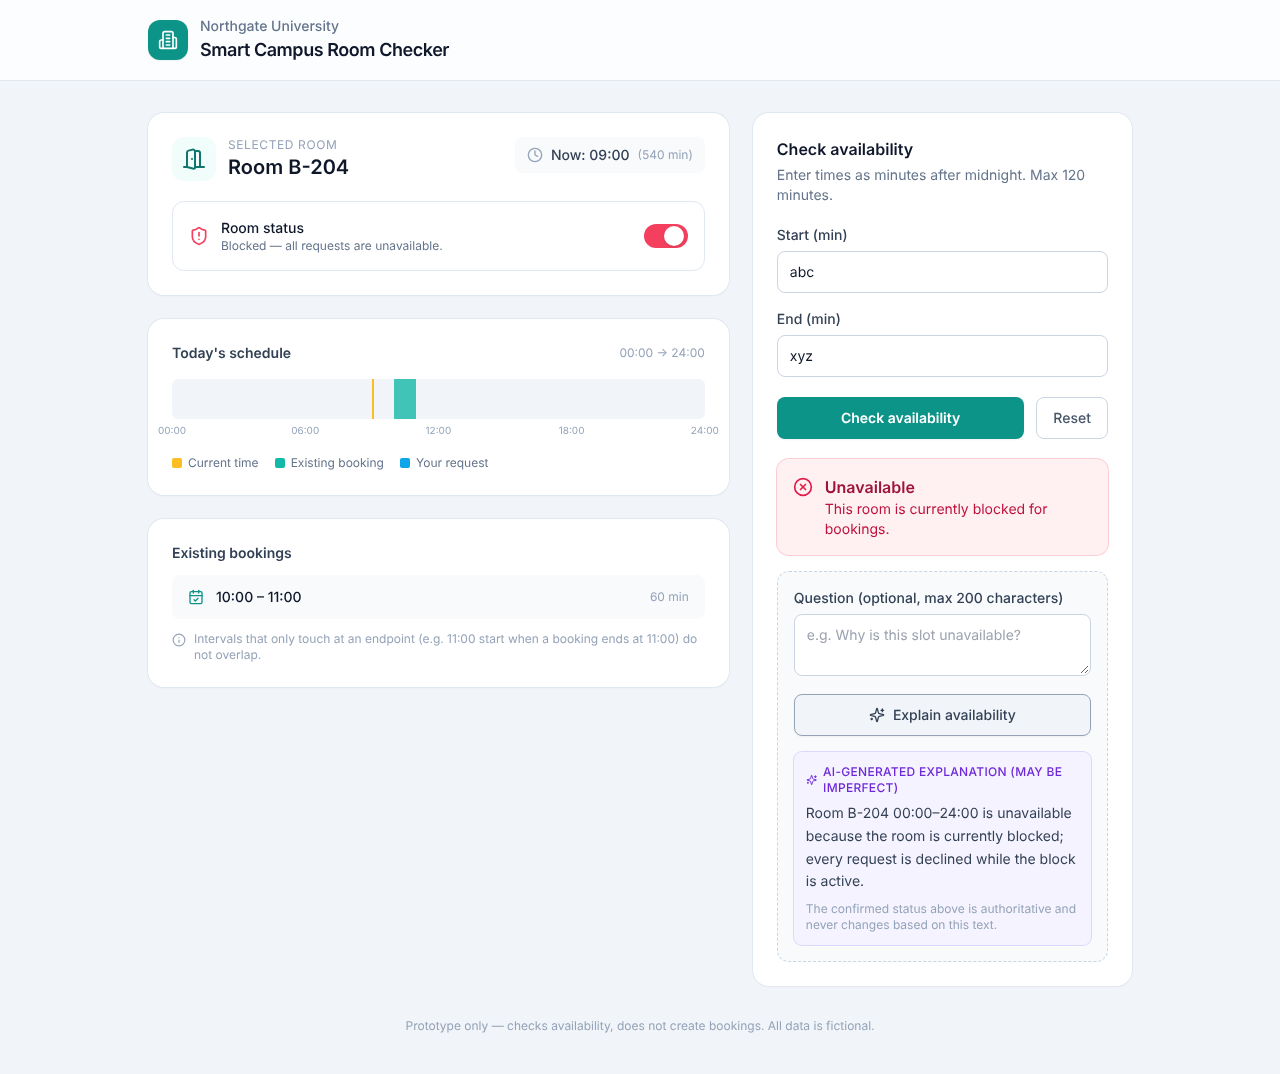 Northgate University
Smart Campus Room Checker
SELECTED ROOM
Room B-204
Now: 09:00 (540 min)
Room status
Blocked — all requests are unavailable.
Today's schedule
00:00 → 24:00
00:00 06:00 12:00 18:00 24:00
Current time Existing booking Your request
Existing bookings
10:00 – 11:00 60 min
Intervals that only touch at an endpoint (e.g. 11:00 start when a booking ends at 11:00) do
not overlap.
Check availability
Enter times as minutes after midnight. Max 120
minutes.
Start (min)
abc
End (min)
xyz
Check availability Reset
Unavailable
This room is currently blocked for
bookings.
Question (optional, max 200 characters)
e.g. Why is this slot unavailable?
Explain availability
AI-GENERATED EXPLANATION (MAY BE
IMPERFECT)
Room B-204 00:00–24:00 is unavailable
because the room is currently blocked;
every request is declined while the block
is active.
The confirmed status above is authoritative and
never changes based on this text.
Prototype only — checks availability, does not create bookings. All data is fictional.